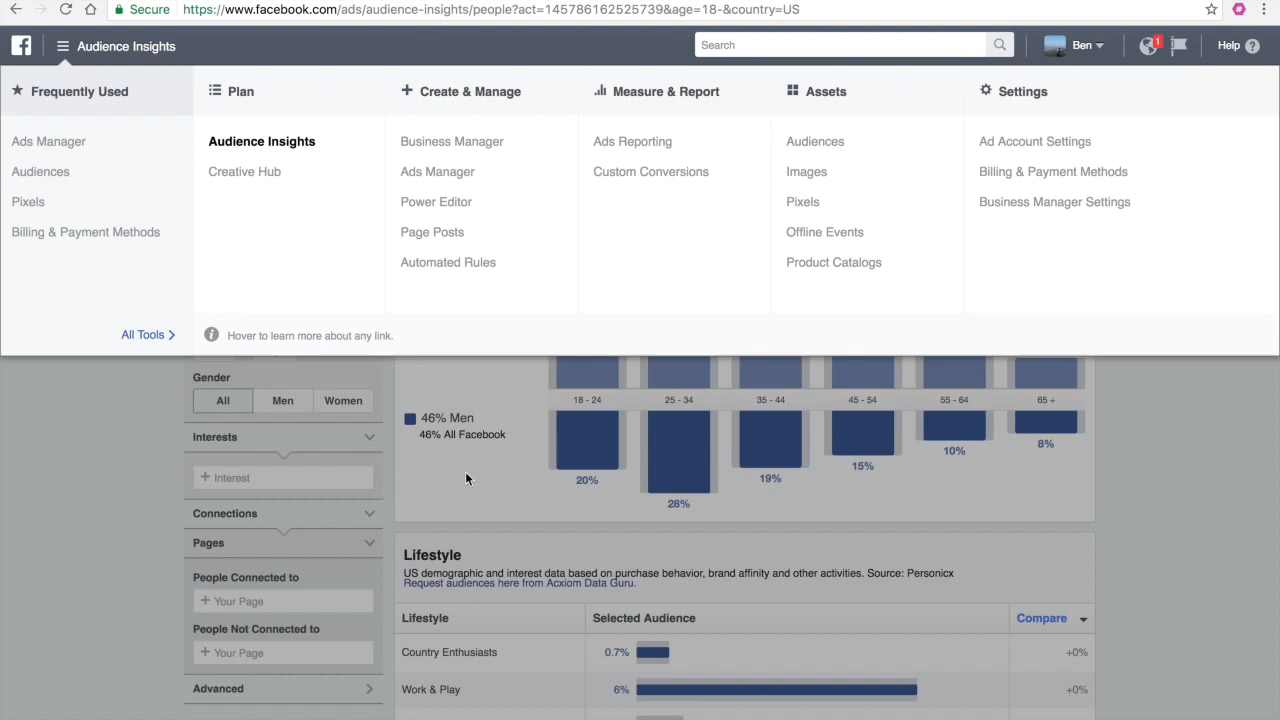 Secure https://www.facebook.com/ads/audience-insights/people?act=145786162525739&age=18-&country=US
Audience Insights
Search
Ben
1
Help ?
Frequently Used
Ads Manager
Audiences
Pixels
Billing & Payment Methods
All Tools
Plan
Audience Insights
Creative Hub
Create & Manage
Business Manager
Ads Manager
Power Editor
Page Posts
Automated Rules
Measure & Report
Ads Reporting
Custom Conversions
Assets
Audiences
Images
Pixels
Offline Events
Product Catalogs
Settings
Ad Account Settings
Billing & Payment Methods
Business Manager Settings
Hover to learn more about any link.
Gender
All Men Women
Interests
+ Interest
Connections
Pages
People Connected to
+ Your Page
People Not Connected to
+ Your Page
Advanced
46% Men
46% All Facebook
18 - 24 25 - 34 35 - 44 45 - 54 55 - 64 65 +
20% 28% 19% 15% 10% 8%
Lifestyle
US demographic and interest data based on purchase behavior, brand affinity and other activities. Source: Personicx
Request audiences here from Acxiom Data Guru.
Lifestyle Selected Audience Compare
Country Enthusiasts 0.7% +0%
Work & Play 6% +0%